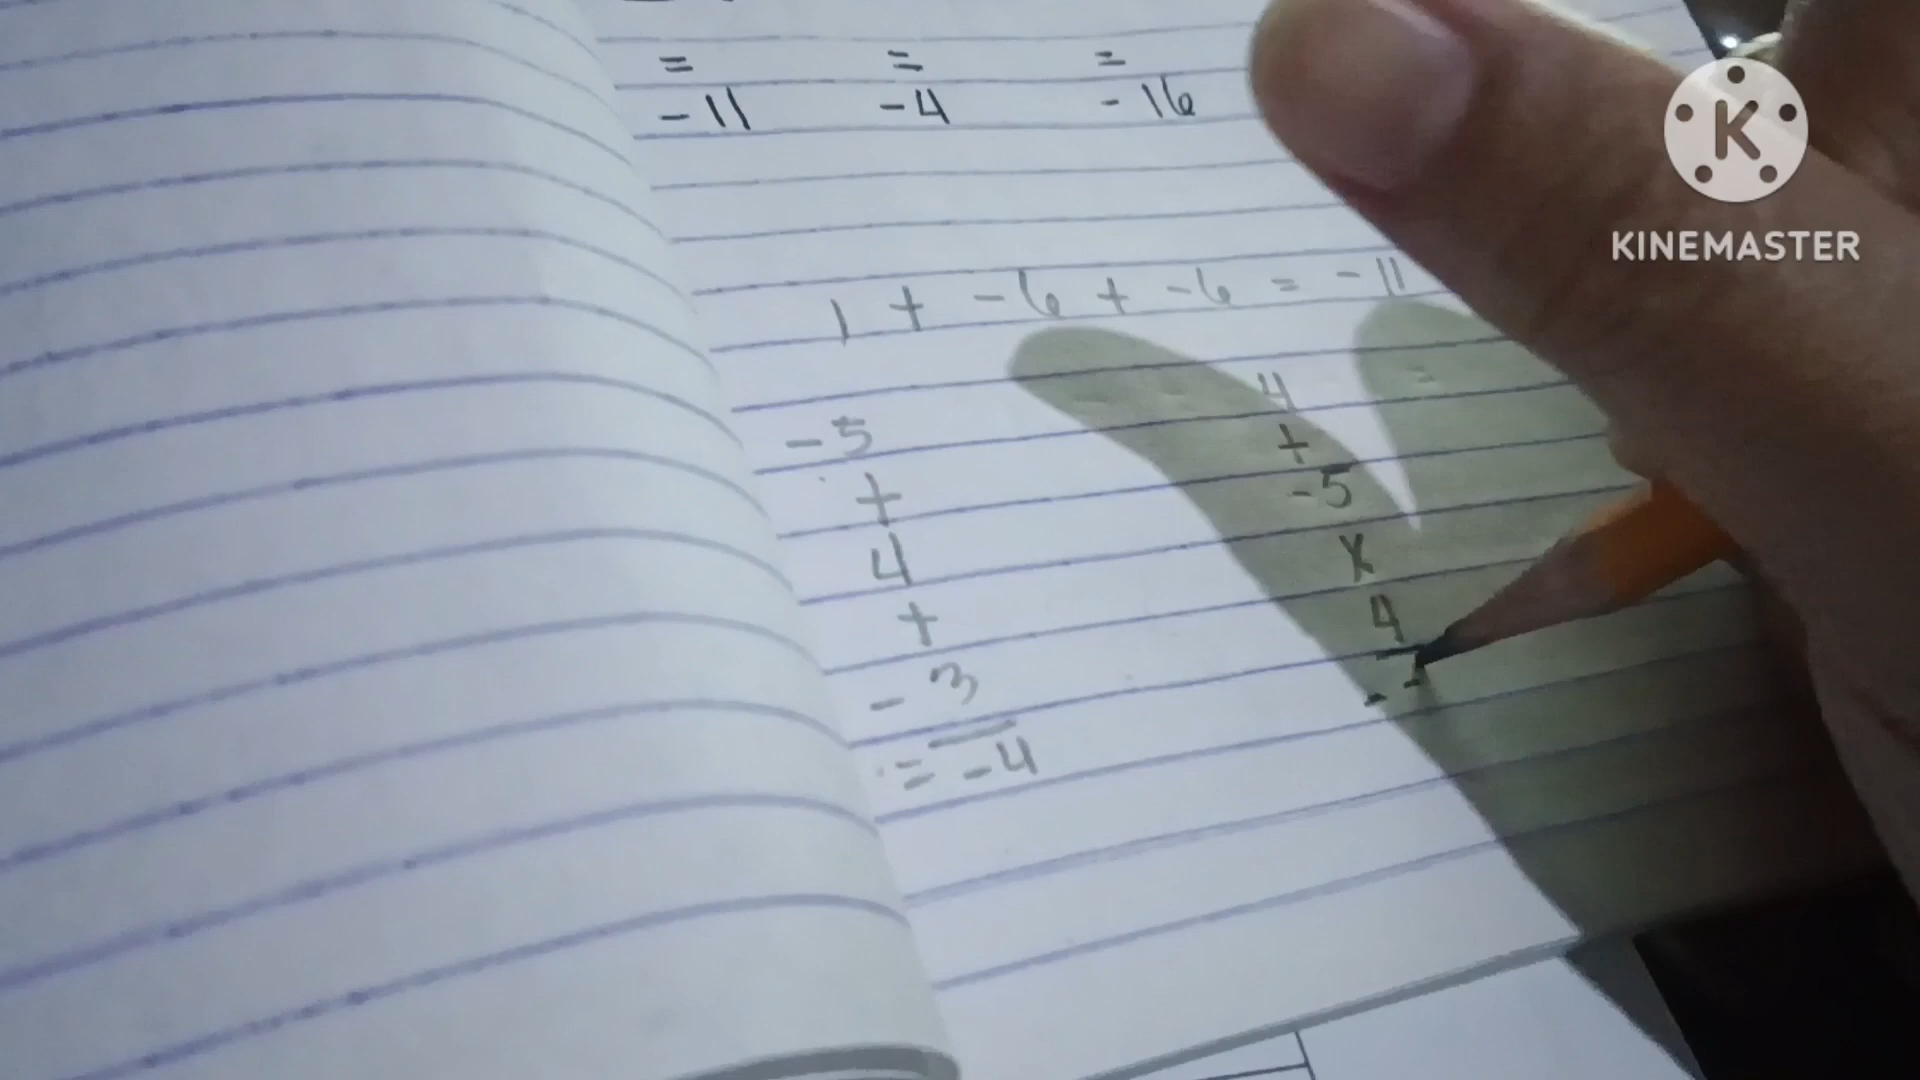 = = =
-11 -4 -16
K
KINEMASTER
1 + -6 + -6 = -11
-5
+
4
+
-3
= -4
4
+
-5
x
4
-